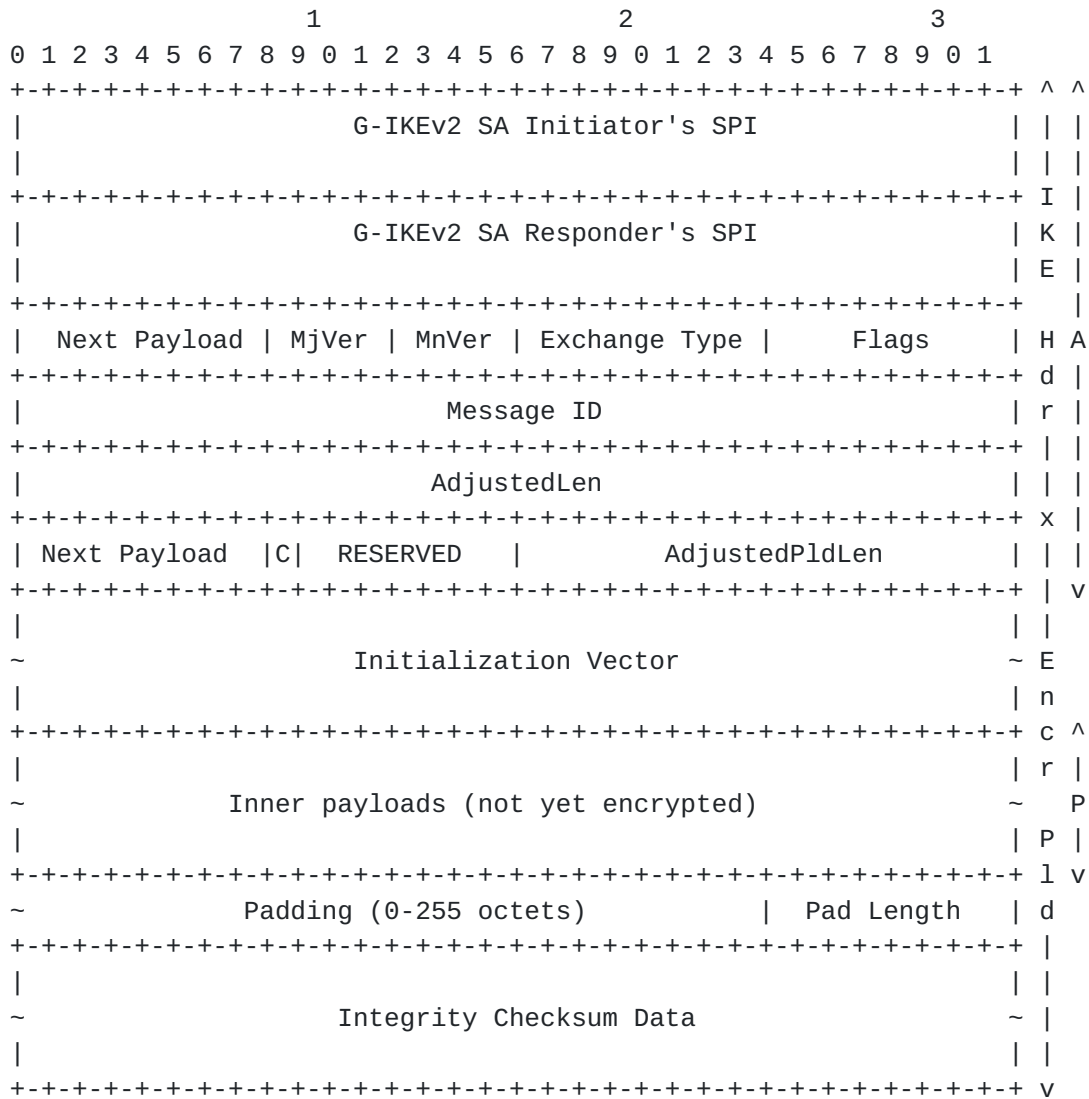 1                   2                   3
 0 1 2 3 4 5 6 7 8 9 0 1 2 3 4 5 6 7 8 9 0 1 2 3 4 5 6 7 8 9 0 1
+-+-+-+-+-+-+-+-+-+-+-+-+-+-+-+-+-+-+-+-+-+-+-+-+-+-+-+-+-+-+-+-+ ^ ^
|                     G-IKEv2 SA Initiator's SPI                | | |
|                                                               | | |
+-+-+-+-+-+-+-+-+-+-+-+-+-+-+-+-+-+-+-+-+-+-+-+-+-+-+-+-+-+-+-+-+ I |
|                     G-IKEv2 SA Responder's SPI                | K |
|                                                               | E |
+-+-+-+-+-+-+-+-+-+-+-+-+-+-+-+-+-+-+-+-+-+-+-+-+-+-+-+-+-+-+-+-+   |
|  Next Payload | MjVer | MnVer | Exchange Type |     Flags     | H A
+-+-+-+-+-+-+-+-+-+-+-+-+-+-+-+-+-+-+-+-+-+-+-+-+-+-+-+-+-+-+-+-+ d |
|                           Message ID                          | r |
+-+-+-+-+-+-+-+-+-+-+-+-+-+-+-+-+-+-+-+-+-+-+-+-+-+-+-+-+-+-+-+-+ | |
|                          AdjustedLen                          | | |
+-+-+-+-+-+-+-+-+-+-+-+-+-+-+-+-+-+-+-+-+-+-+-+-+-+-+-+-+-+-+-+-+ x |
| Next Payload  |C|  RESERVED   |         AdjustedPldLen        | | |
+-+-+-+-+-+-+-+-+-+-+-+-+-+-+-+-+-+-+-+-+-+-+-+-+-+-+-+-+-+-+-+-+ | v
|                                                               | |
~                     Initialization Vector                     ~ E
|                                                               | n
+-+-+-+-+-+-+-+-+-+-+-+-+-+-+-+-+-+-+-+-+-+-+-+-+-+-+-+-+-+-+-+-+ c ^
|                                                               | r |
~             Inner payloads (not yet encrypted)                ~   P
|                                                               | P |
+-+-+-+-+-+-+-+-+-+-+-+-+-+-+-+-+-+-+-+-+-+-+-+-+-+-+-+-+-+-+-+-+ l v
~              Padding (0-255 octets)           |  Pad Length   | d
+-+-+-+-+-+-+-+-+-+-+-+-+-+-+-+-+-+-+-+-+-+-+-+-+-+-+-+-+-+-+-+-+ |
|                                                               | |
~                    Integrity Checksum Data                    ~ |
|                                                               | |
+-+-+-+-+-+-+-+-+-+-+-+-+-+-+-+-+-+-+-+-+-+-+-+-+-+-+-+-+-+-+-+-+ v